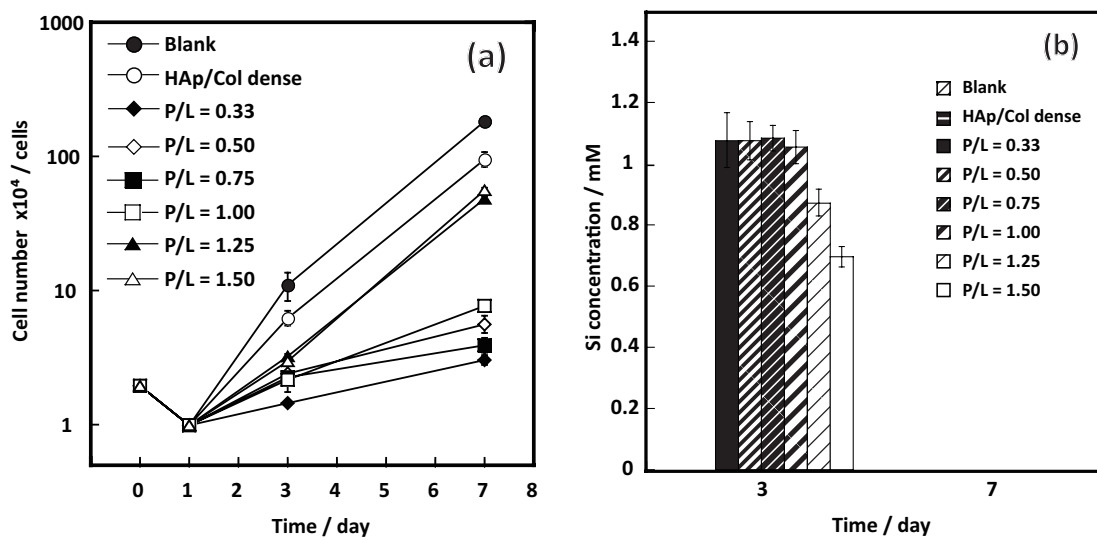 (a)
1000
100
10
1
Cell number x10⁴ / cells
Blank
HAp/Col dense
P/L = 0.33
P/L = 0.50
P/L = 0.75
P/L = 1.00
P/L = 1.25
P/L = 1.50
0 1 2 3 4 5 6 7 8
Time / day
(b)
1.4
1.2
1
0.8
0.6
0.4
0.2
0
Si concentration / mM
Blank
HAp/Col dense
P/L = 0.33
P/L = 0.50
P/L = 0.75
P/L = 1.00
P/L = 1.25
P/L = 1.50
3 7
Time / day